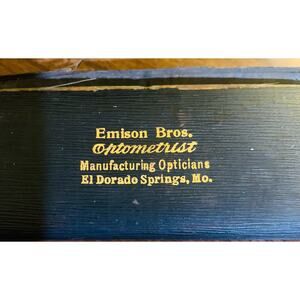 Emison Bros.
Optometrist
Manufacturing Opticians
El Dorado Springs, Mo.